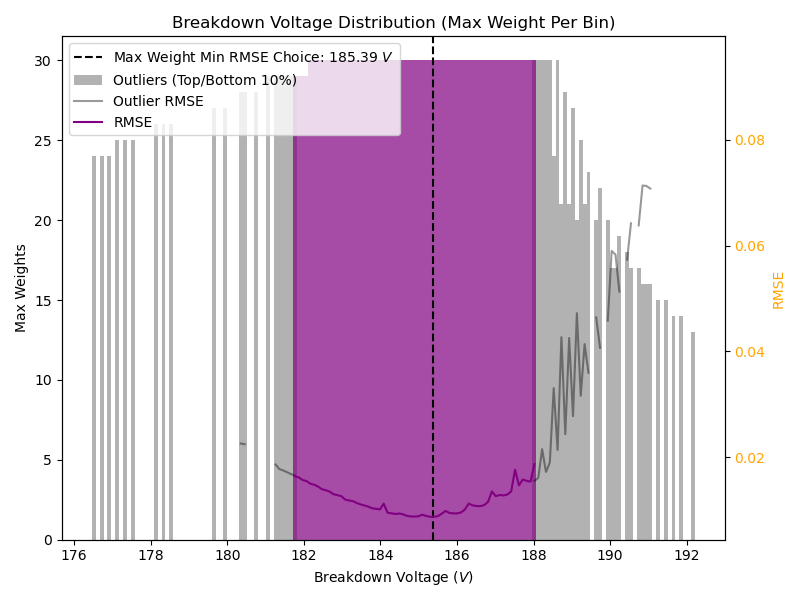 Breakdown Voltage Distribution (Max Weight Per Bin)
Max Weight Min RMSE Choice: 185.39 V
Outliers (Top/Bottom 10%)
Outlier RMSE
RMSE
Max Weights
30
25
20
15
10
5
0
0.08
0.06
0.04
0.02
RMSE
176 178 180 182 184 186 188 190 192
Breakdown Voltage (V)